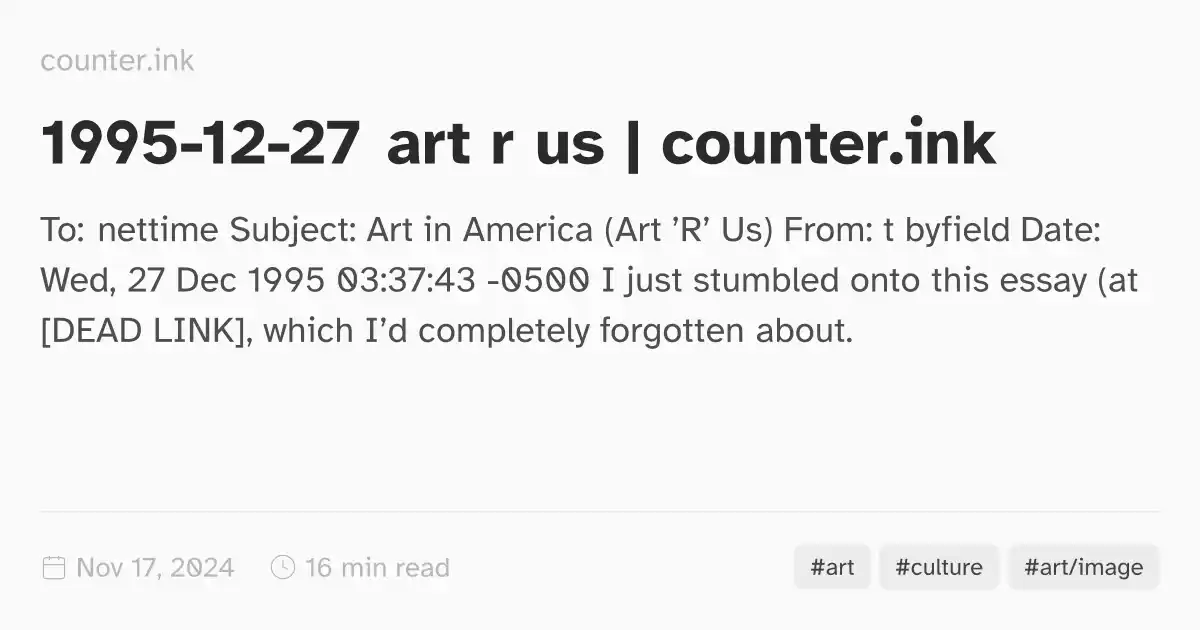 counter.ink
1995-12-27 art r us | counter.ink
To: nettime Subject: Art in America (Art ’R’ Us) From: t byfield Date:
Wed, 27 Dec 1995 03:37:43 -0500 I just stumbled onto this essay (at
[DEAD LINK], which I’d completely forgotten about.
Nov 17, 2024 16 min read #art #culture #art/image